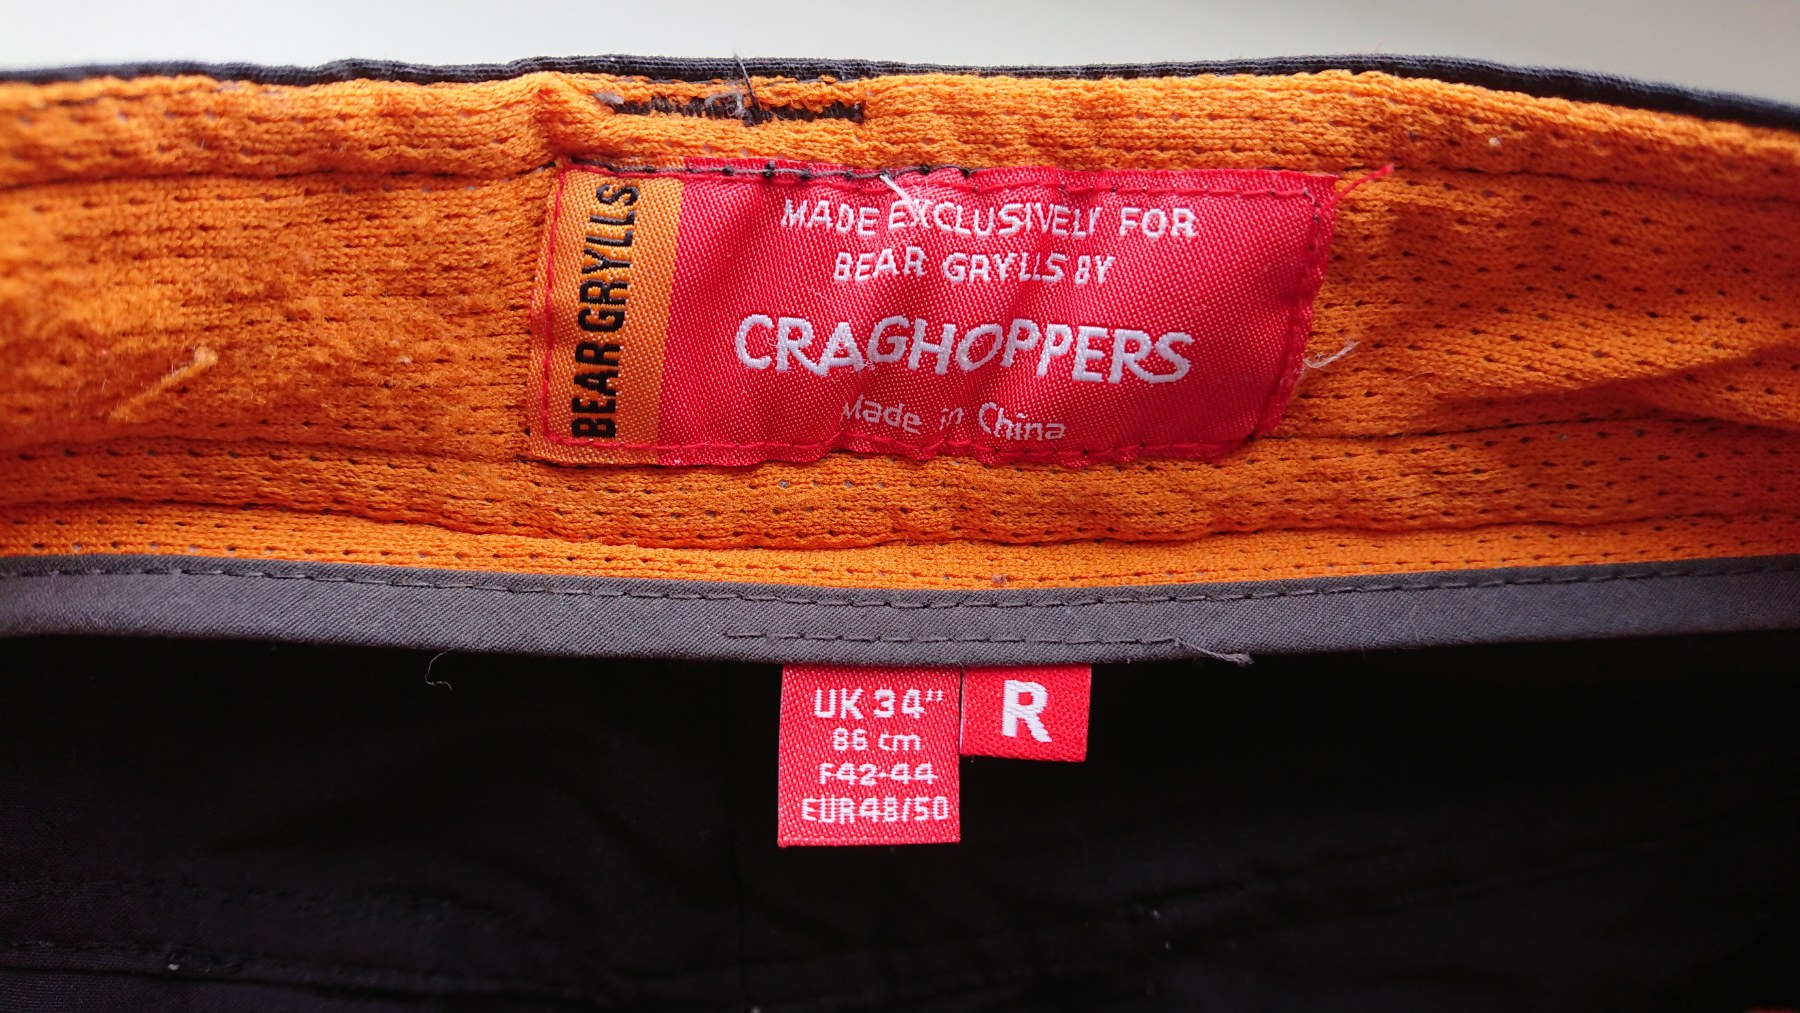 BEAR GRYLLS
MADE EXCLUSIVELY FOR
BEAR GRYLLS BY
CRAGHOPPERS
Made in China
UK 34"
86 cm
F42-44
EUR48/50
R